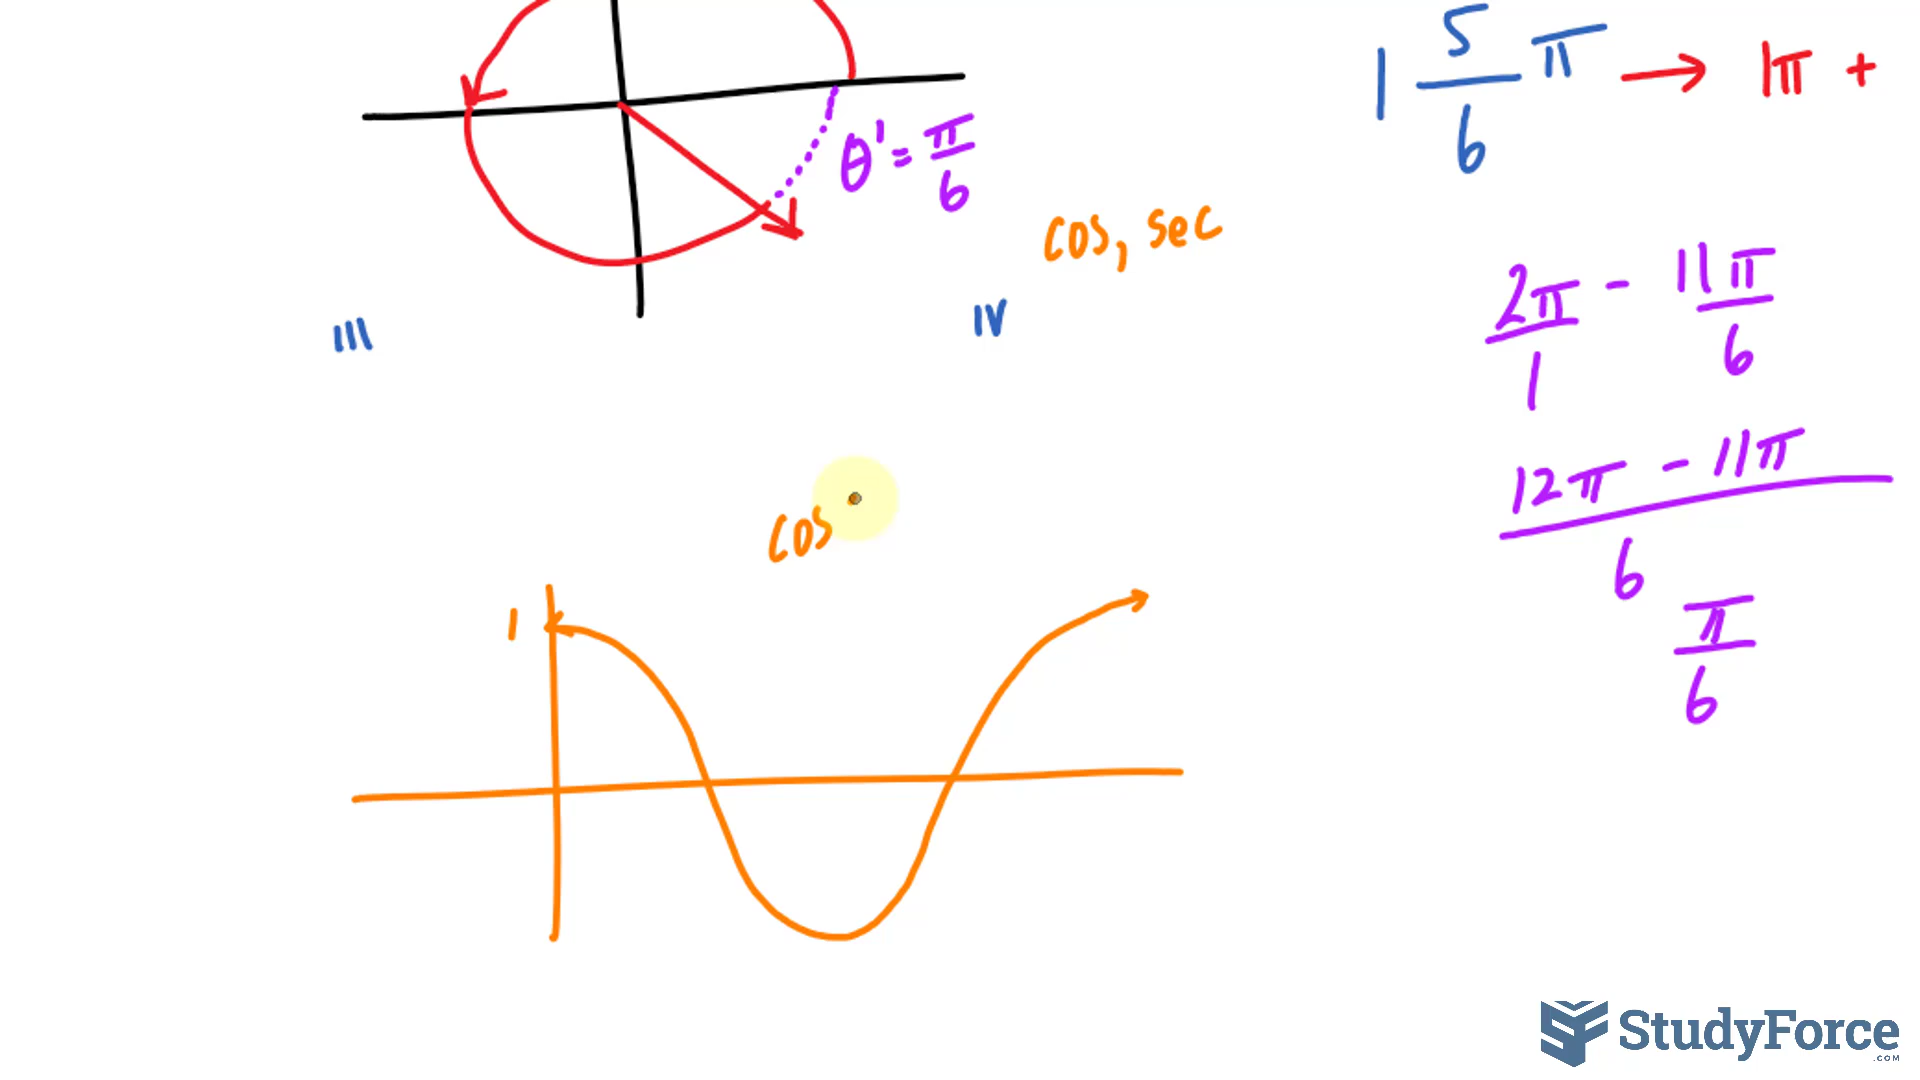 1 5/6 π → 1π +
θ' = π/6
cos, sec
2π/1 - 11π/6
III
IV
12π - 11π
6
cos
1
π/6
StudyForce
.COM